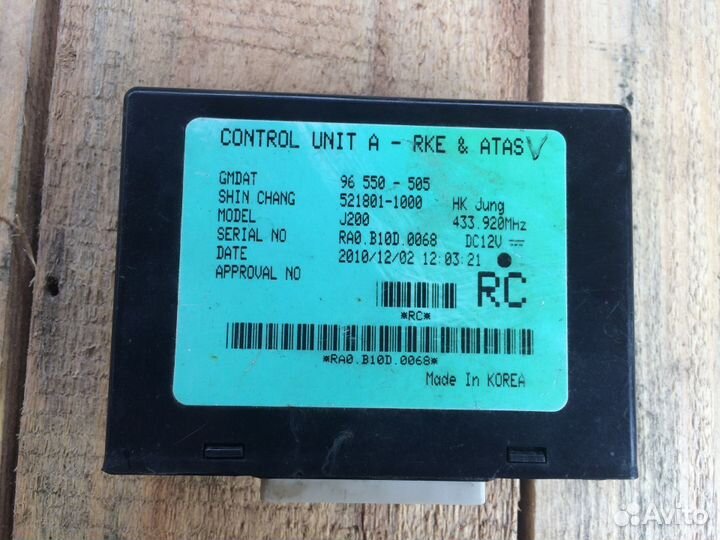 CONTROL UNIT A - RKE & ATAS V
GMDAT 96 550 - 505
SHIN CHANG 521801-1000 HK Jung
MODEL J200 433.920MHz
SERIAL NO RA0.B10D.0068 DC12V
DATE 2010/12/02 12:03:21
APPROVAL NO
RC
*RC*
*RA0.B10D.0068*
Made In KOREA
Avito